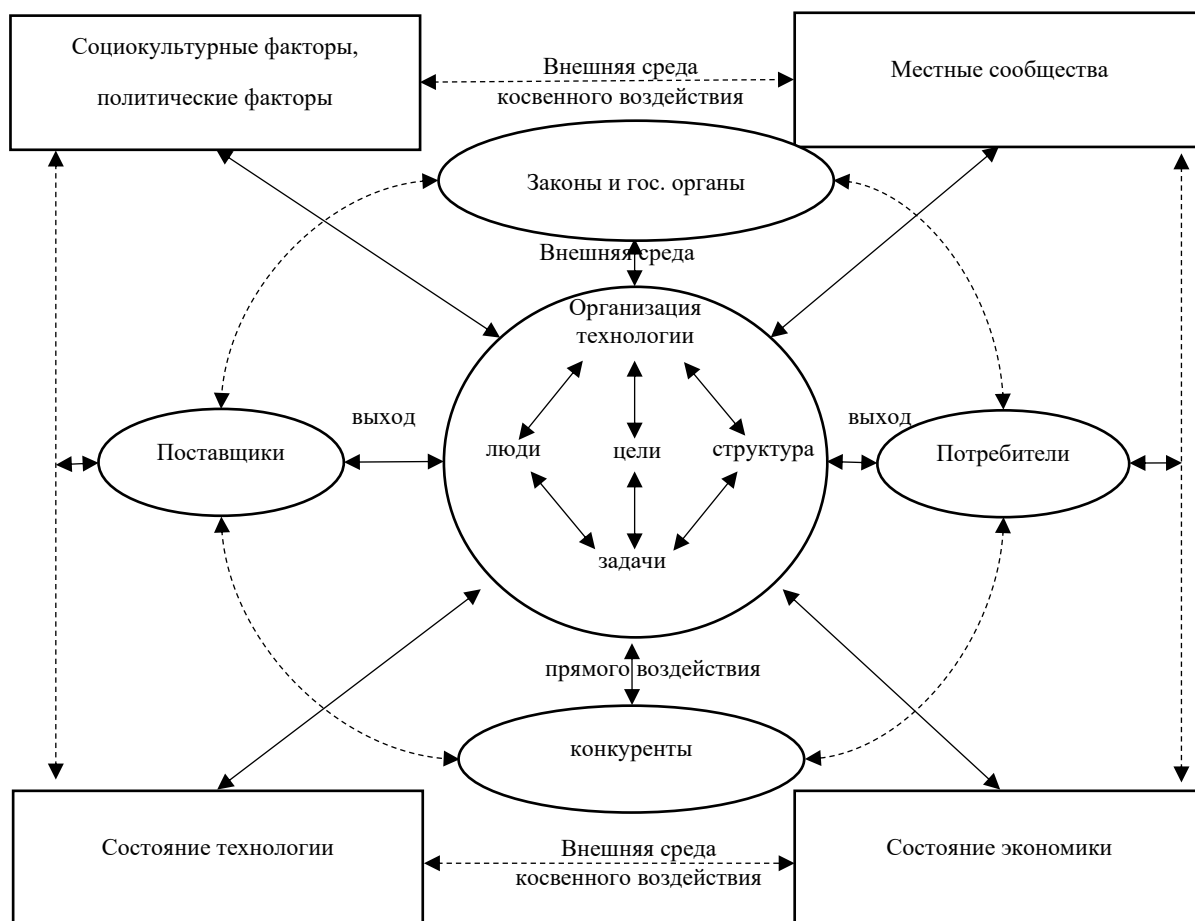 Социокультурные факторы,
политические факторы
Внешняя среда
косвенного воздействия
Местные сообщества
Законы и гос. органы
Внешняя среда
Организация
технологии
выход
выход
Поставщики
люди
цели
структура
Потребители
задачи
прямого воздействия
конкуренты
Состояние технологии
Внешняя среда
косвенного воздействия
Состояние экономики